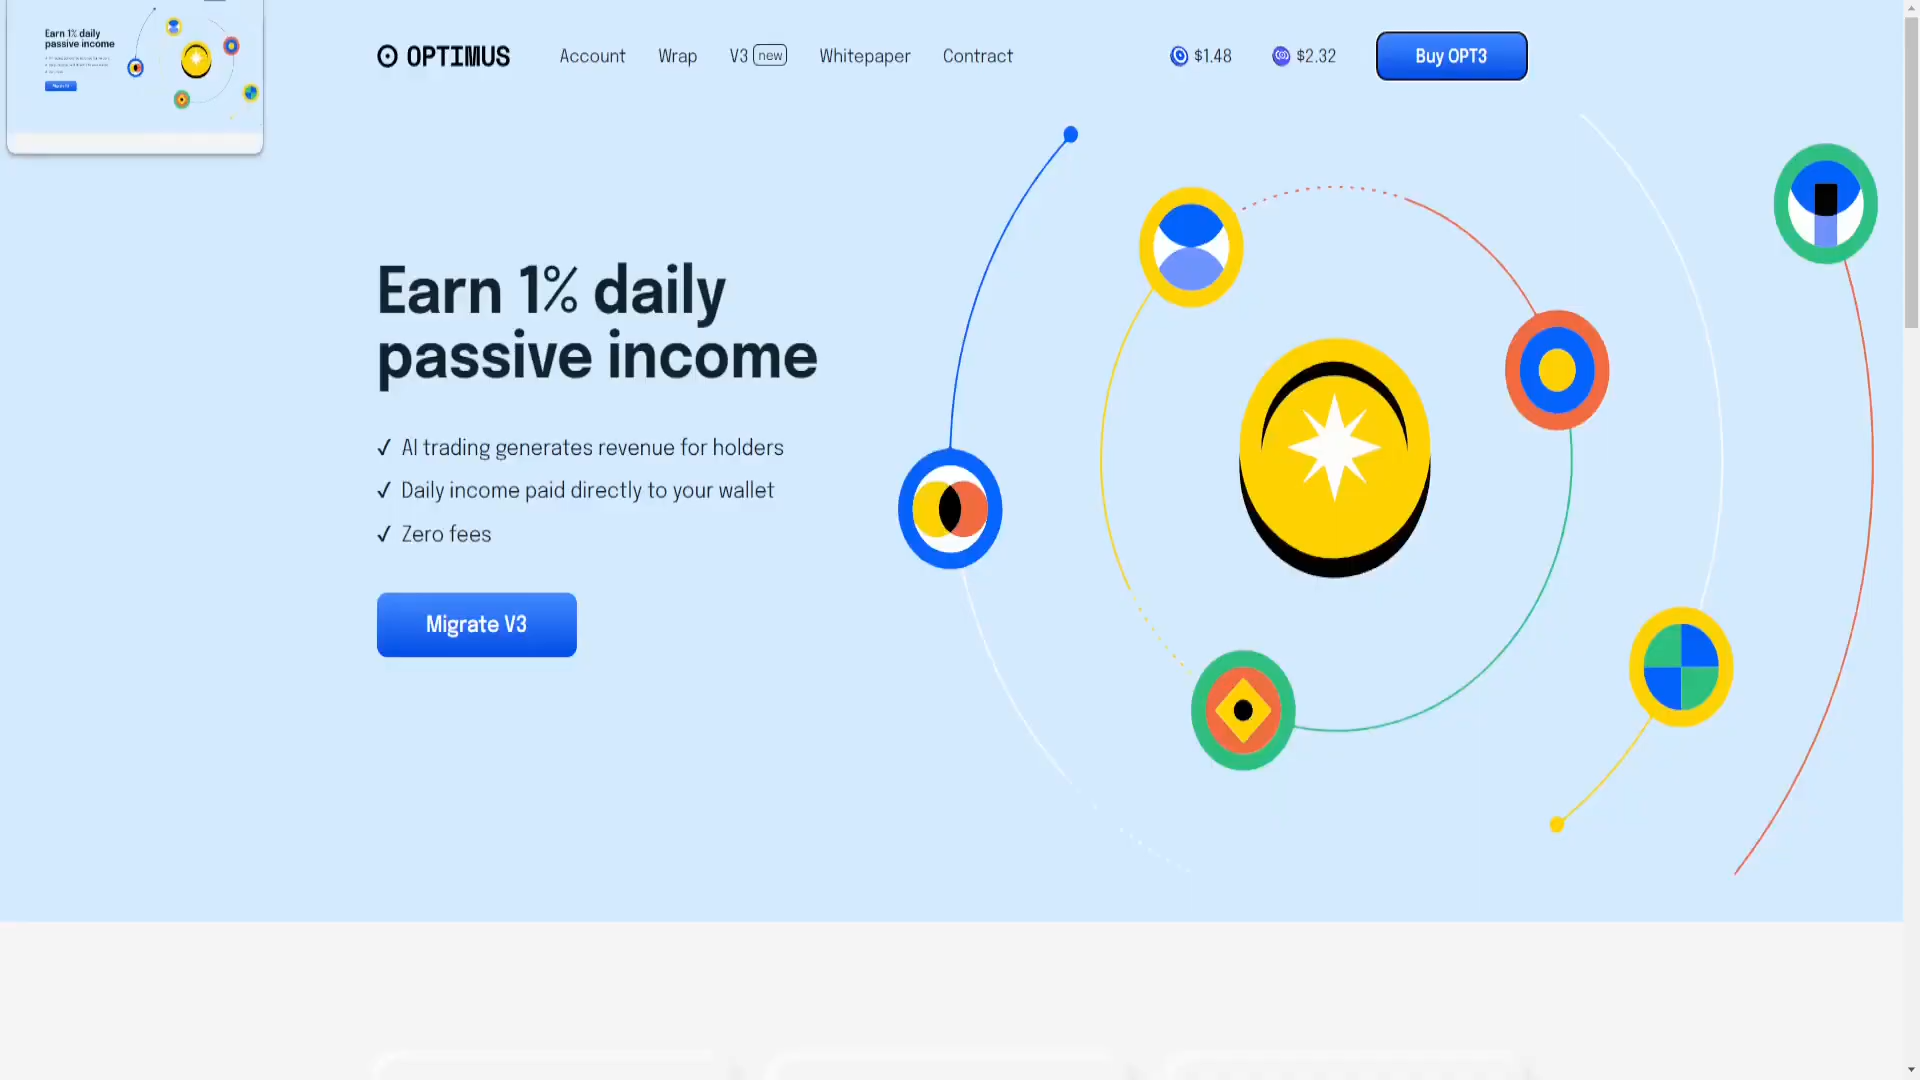 Earn 1% daily
passive income
OPTIMUS
Account
Wrap
V3 new
Whitepaper
Contract
$1.48
$2.32
Buy OPT3
Earn 1% daily
passive income
✓ AI trading generates revenue for holders
✓ Daily income paid directly to your wallet
✓ Zero fees
Migrate V3